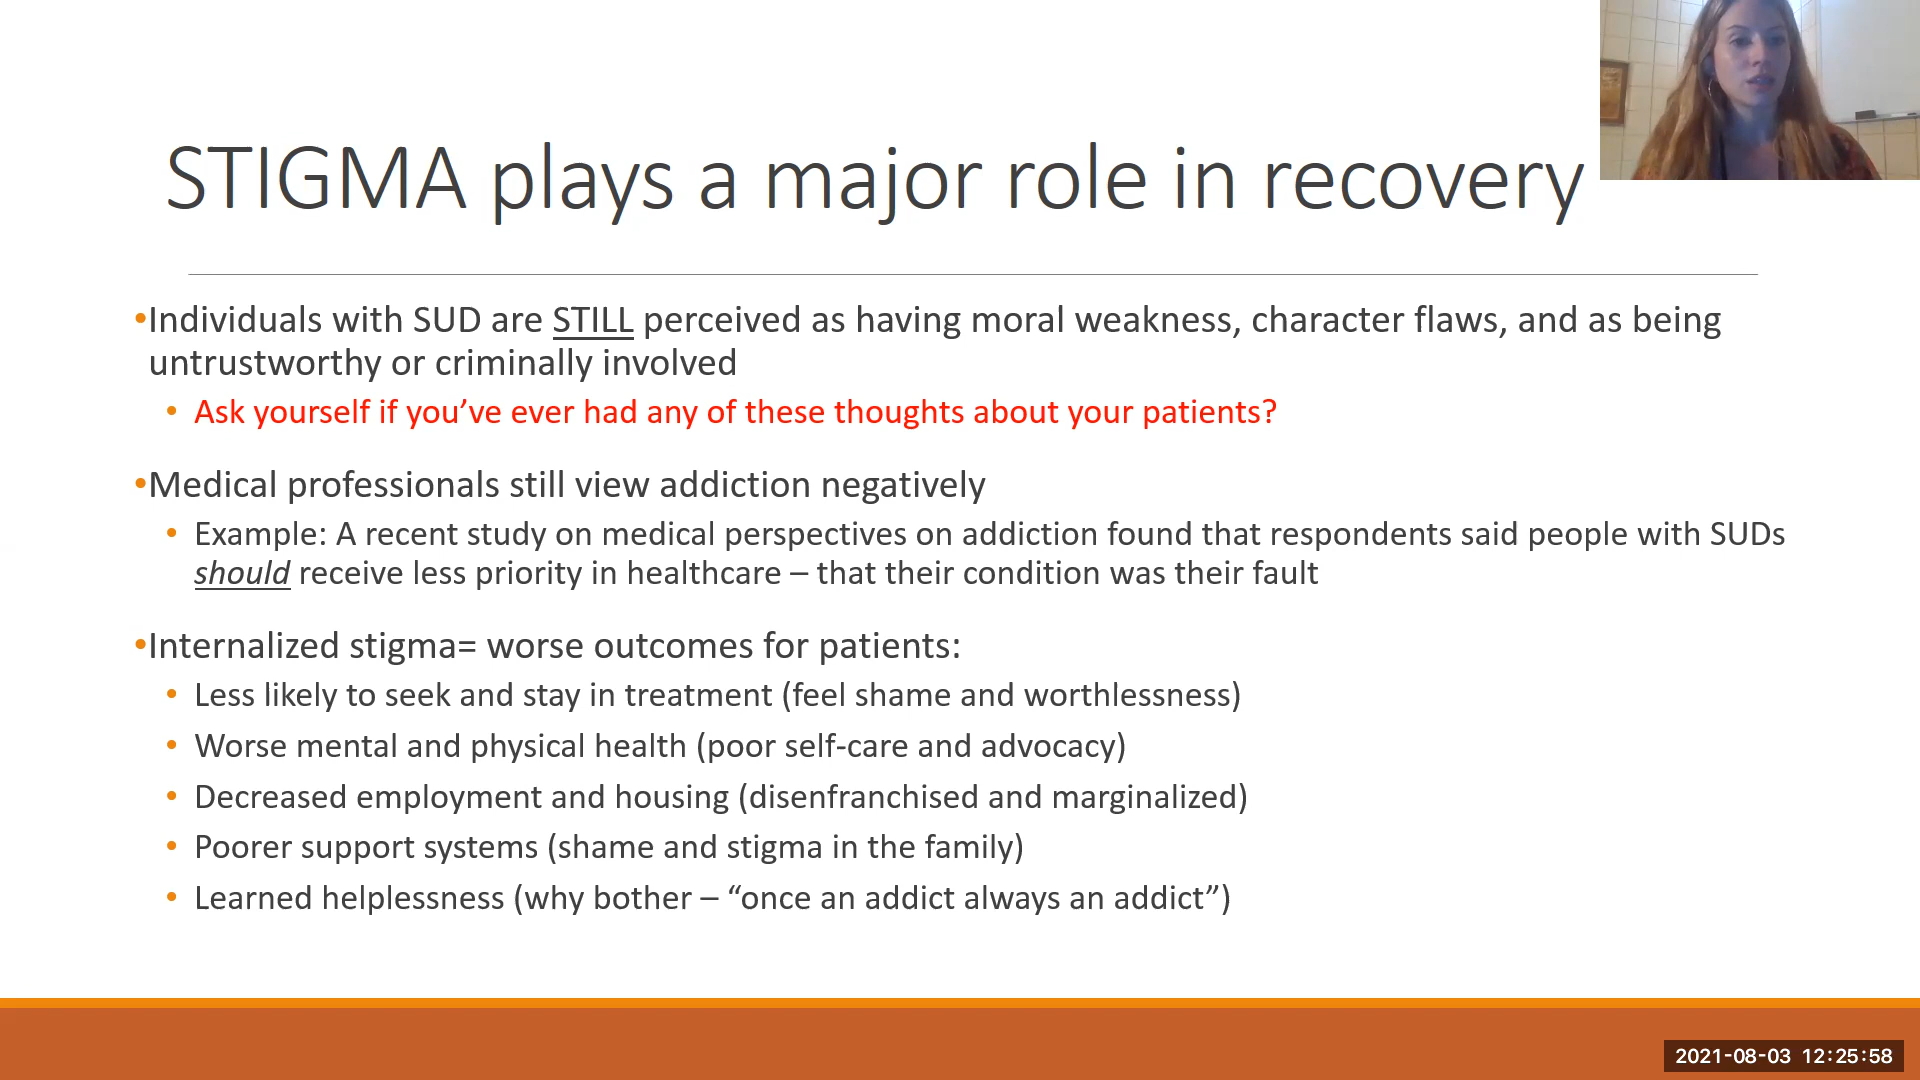 STIGMA plays a major role in recovery
•Individuals with SUD are STILL perceived as having moral weakness, character flaws, and as being
untrustworthy or criminally involved
• Ask yourself if you’ve ever had any of these thoughts about your patients?
•Medical professionals still view addiction negatively
• Example: A recent study on medical perspectives on addiction found that respondents said people with SUDs
should receive less priority in healthcare – that their condition was their fault
•Internalized stigma= worse outcomes for patients:
• Less likely to seek and stay in treatment (feel shame and worthlessness)
• Worse mental and physical health (poor self-care and advocacy)
• Decreased employment and housing (disenfranchised and marginalized)
• Poorer support systems (shame and stigma in the family)
• Learned helplessness (why bother – “once an addict always an addict”)
2021-08-03 12:25:58